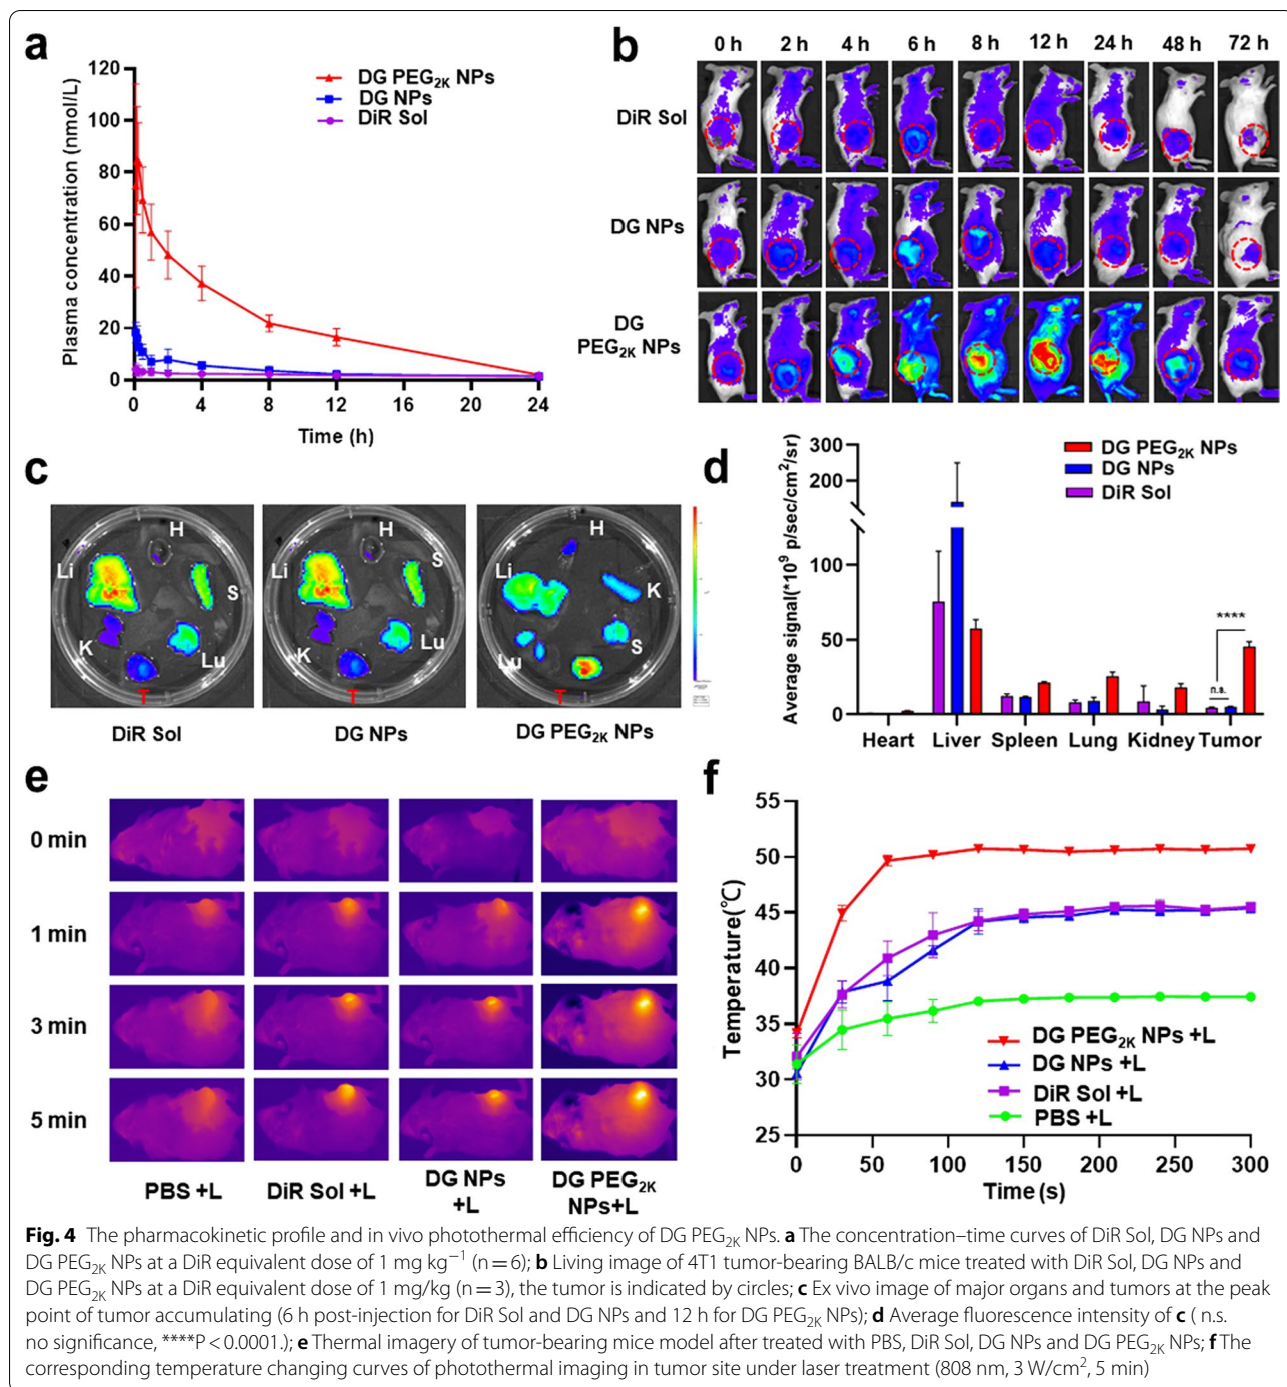 a
120
100
80
60
40
20
0
Plasma concentration (nmol/L)
0 4 8 12 16 20 24
Time (h)
DG PEG2K NPs
DG NPs
DiR Sol
b
0 h 2 h 4 h 6 h 8 h 12 h 24 h 48 h 72 h
DiR Sol
DG NPs
DG
PEG2K NPs
c
H
Li
S
K
Lu
T
DiR Sol
H
S
K
Lu
T
DG NPs
H
Li
K
S
Lu
T
DG PEG2K NPs
d
300
200
100
50
0
Average signal(*10⁹ p/sec/cm²/sr)
DG PEG2K NPs
DG NPs
DiR Sol
****
n.s.
Heart Liver Spleen Lung Kidney Tumor
e
0 min
1 min
3 min
5 min
PBS +L
DiR Sol +L
DG NPs
+L
DG PEG2K
NPs+L
f
55
50
45
40
35
30
25
Temperature(℃)
DG PEG2K NPs +L
DG NPs +L
DiR Sol +L
PBS +L
0 50 100 150 200 250 300
Time(s)
Fig. 4 The pharmacokinetic profile and in vivo photothermal efficiency of DG PEG2K NPs. a The concentration–time curves of DiR Sol, DG NPs and
DG PEG2K NPs at a DiR equivalent dose of 1 mg kg⁻¹ (n = 6); b Living image of 4T1 tumor-bearing BALB/c mice treated with DiR Sol, DG NPs and
DG PEG2K NPs at a DiR equivalent dose of 1 mg/kg (n = 3), the tumor is indicated by circles; c Ex vivo image of major organs and tumors at the peak
point of tumor accumulating (6 h post-injection for DiR Sol and DG NPs and 12 h for DG PEG2K NPs); d Average fluorescence intensity of c ( n.s.
no significance, ****P < 0.0001.); e Thermal imagery of tumor-bearing mice model after treated with PBS, DiR Sol, DG NPs and DG PEG2K NPs; f The
corresponding temperature changing curves of photothermal imaging in tumor site under laser treatment (808 nm, 3 W/cm², 5 min)